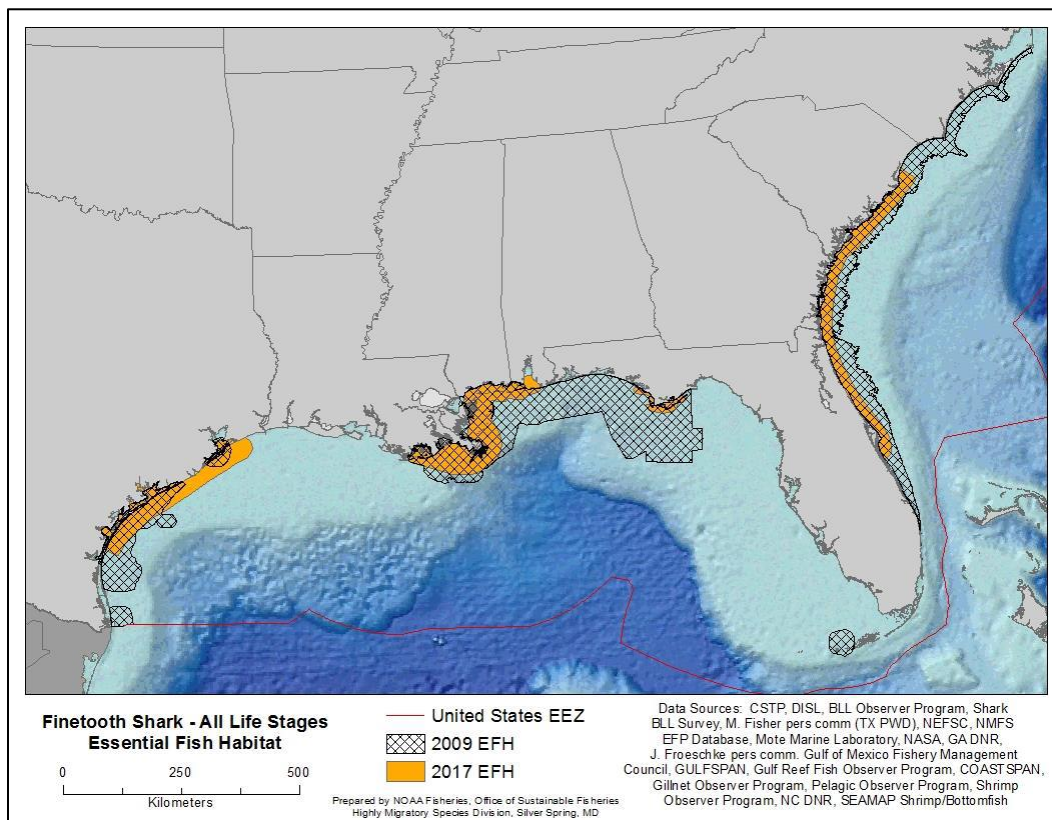 Finetooth Shark - All Life Stages
Essential Fish Habitat
0 250 500
Kilometers
United States EEZ
2009 EFH
2017 EFH
Prepared by NOAA Fisheries, Office of Sustainable Fisheries
Highly Migratory Species Division, Silver Spring, MD
Data Sources: CSTP, DISL, BLL Observer Program, Shark
BLL Survey, M. Fisher pers comm (TX PWD), NEFSC, NMFS
EFP Database, Mote Marine Laboratory, NASA, GA DNR,
J. Froeschke pers comm. Gulf of Mexico Fishery Management
Council, GULFSPAN, Gulf Reef Fish Observer Program, COASTSPAN,
Gillnet Observer Program, Pelagic Observer Program, Shrimp
Observer Program, NC DNR, SEAMAP Shrimp/Bottomfish